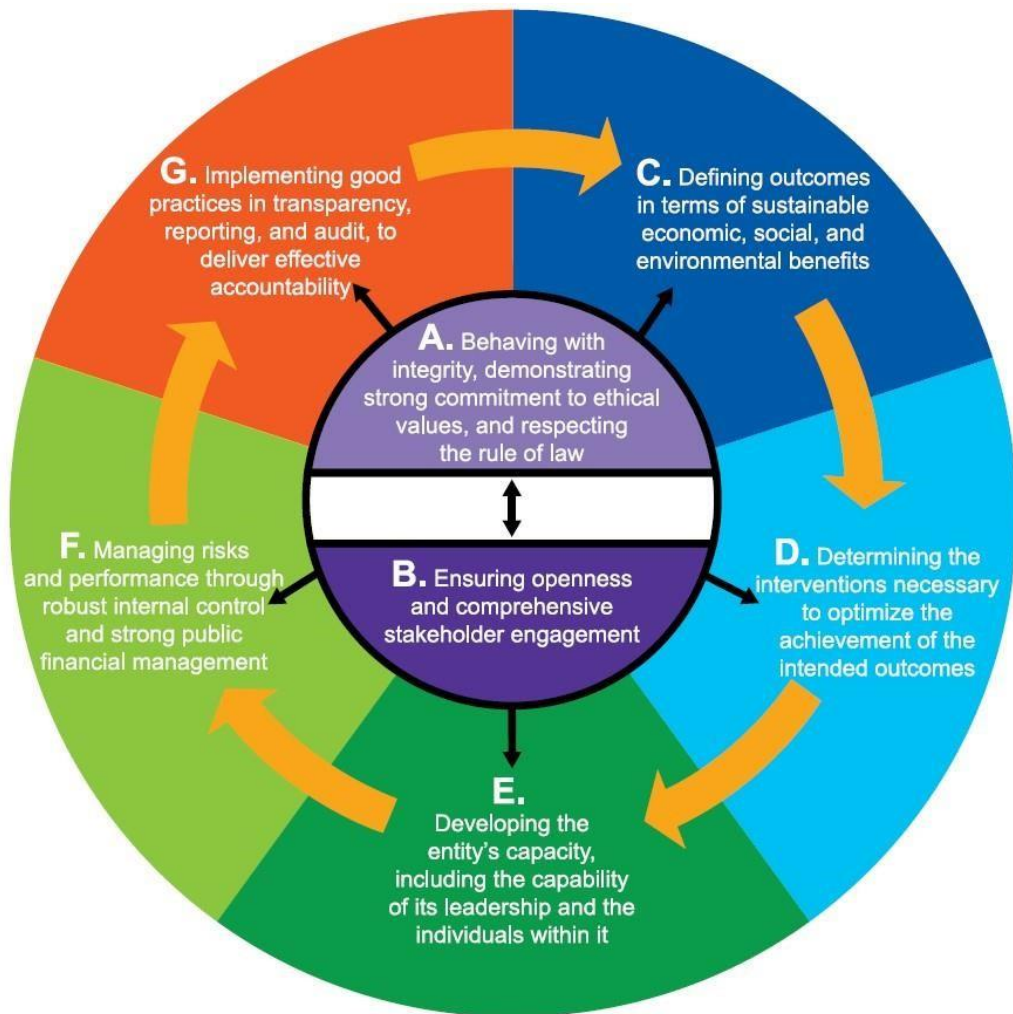 A. Behaving with
integrity, demonstrating
strong commitment to ethical
values, and respecting
the rule of law
B. Ensuring openness
and comprehensive
stakeholder engagement
C. Defining outcomes
in terms of sustainable
economic, social, and
environmental benefits
D. Determining the
interventions necessary
to optimize the
achievement of the
intended outcomes
E.
Developing the
entity's capacity,
including the capability
of its leadership and the
individuals within it
F. Managing risks
and performance through
robust internal control
and strong public
financial management
G. Implementing good
practices in transparency,
reporting, and audit, to
deliver effective
accountability